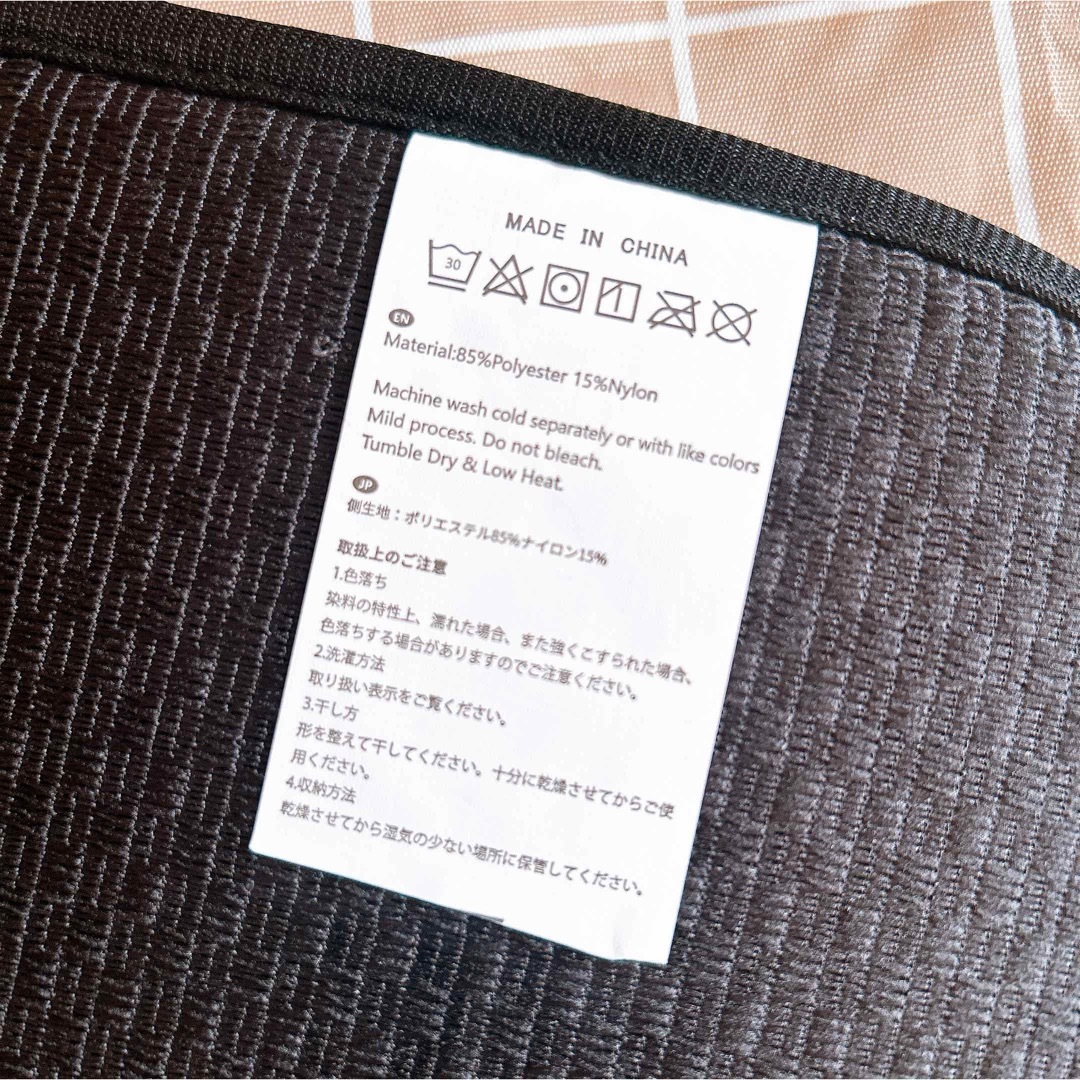 MADE IN CHINA
30
EN
Material:85%Polyester 15%Nylon
Machine wash cold separately or with like colors
Mild process. Do not bleach.
Tumble Dry & Low Heat.
JP
側生地：ポリエステル85%ナイロン15%
取扱上のご注意
1.色落ち
染料の特性上、濡れた場合、また強くこすられた場合、
色落ちする場合がありますのでご注意ください。
2.洗濯方法
取り扱い表示をご覧ください。
3.干し方
形を整えて干してください。十分に乾燥させてからご使
用ください。
4.収納方法
乾燥させてから湿気の少ない場所に保管してください。